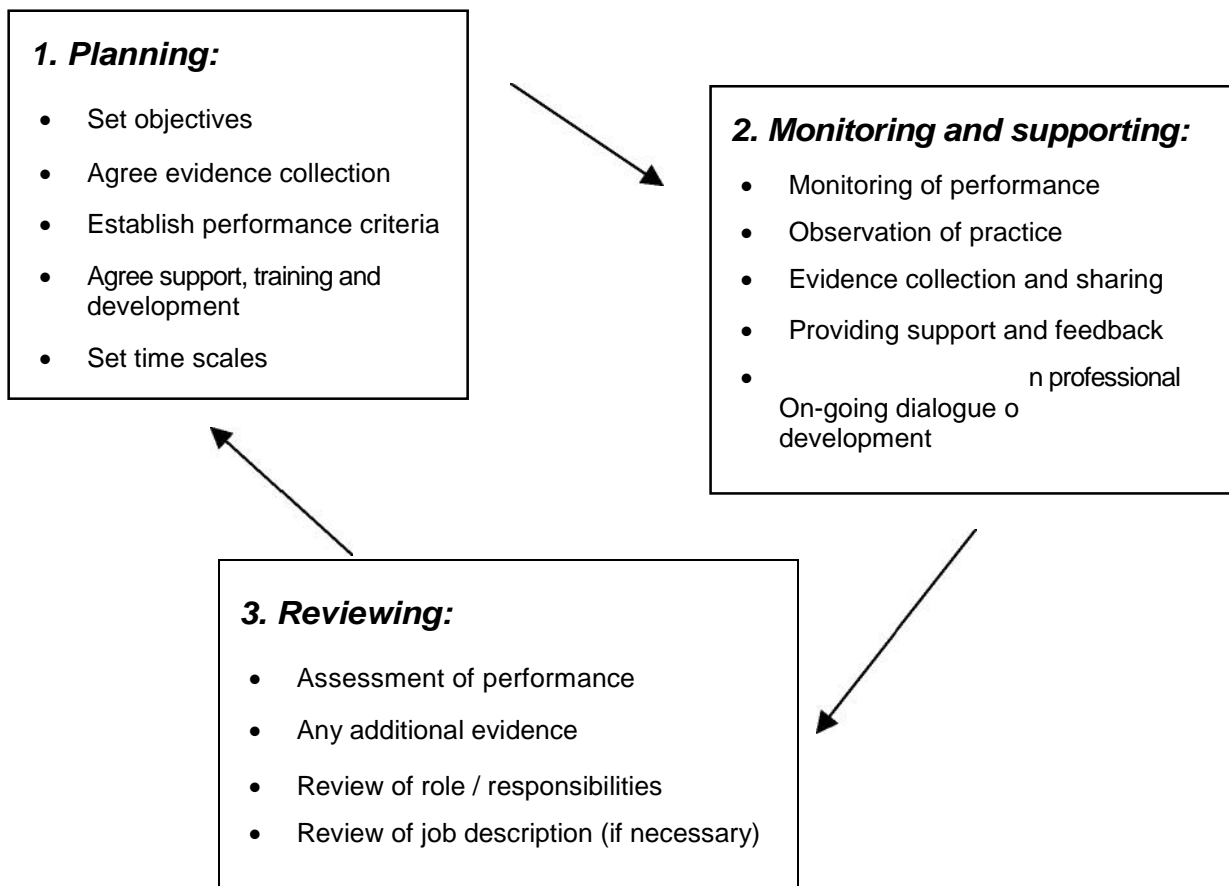 1. Planning:
• Set objectives
• Agree evidence collection
• Establish performance criteria
• Agree support, training and
development
• Set time scales
2. Monitoring and supporting:
• Monitoring of performance
• Observation of practice
• Evidence collection and sharing
• Providing support and feedback
• n professional
On-going dialogue o
development
3. Reviewing:
• Assessment of performance
• Any additional evidence
• Review of role / responsibilities
• Review of job description (if necessary)